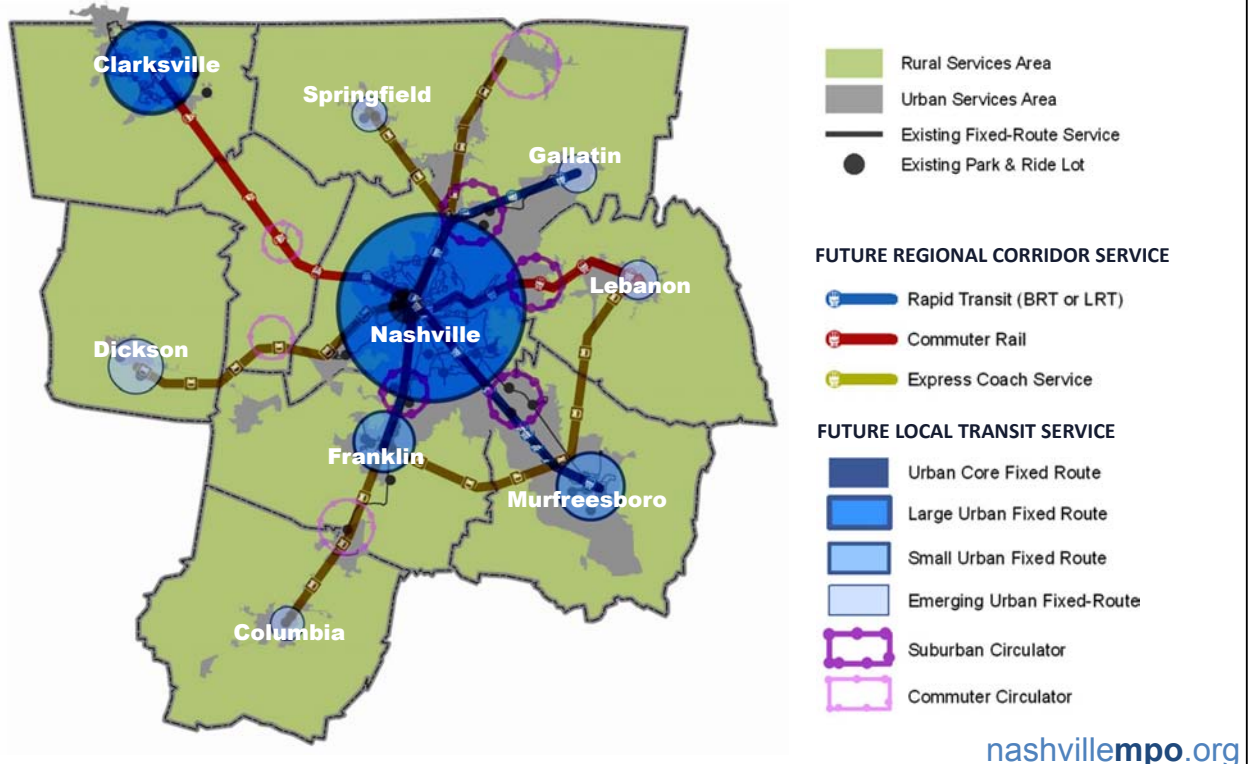 Clarksville
Springfield
Gallatin
Lebanon
Nashville
Dickson
Franklin
Murfreesboro
Columbia
Rural Services Area
Urban Services Area
Existing Fixed-Route Service
Existing Park & Ride Lot
FUTURE REGIONAL CORRIDOR SERVICE
Rapid Transit (BRT or LRT)
Commuter Rail
Express Coach Service
FUTURE LOCAL TRANSIT SERVICE
Urban Core Fixed Route
Large Urban Fixed Route
Small Urban Fixed Route
Emerging Urban Fixed-Route
Suburban Circulator
Commuter Circulator
nashvillempo.org